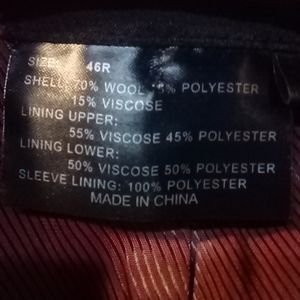 SIZE: 46R
SHELL: 70% WOOL 15% POLYESTER
15% VISCOSE
LINING UPPER:
55% VISCOSE 45% POLYESTER
LINING LOWER:
50% VISCOSE 50% POLYESTER
SLEEVE LINING: 100% POLYESTER
MADE IN CHINA